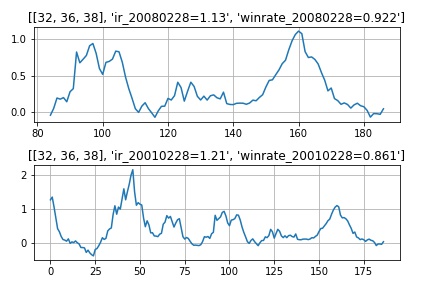 [[32, 36, 38], 'ir_20080228=1.13', 'winrate_20080228=0.922']
1.0
0.5
0.0
80 100 120 140 160 180
[[32, 36, 38], 'ir_20010228=1.21', 'winrate_20010228=0.861']
2
1
0
0 25 50 75 100 125 150 175